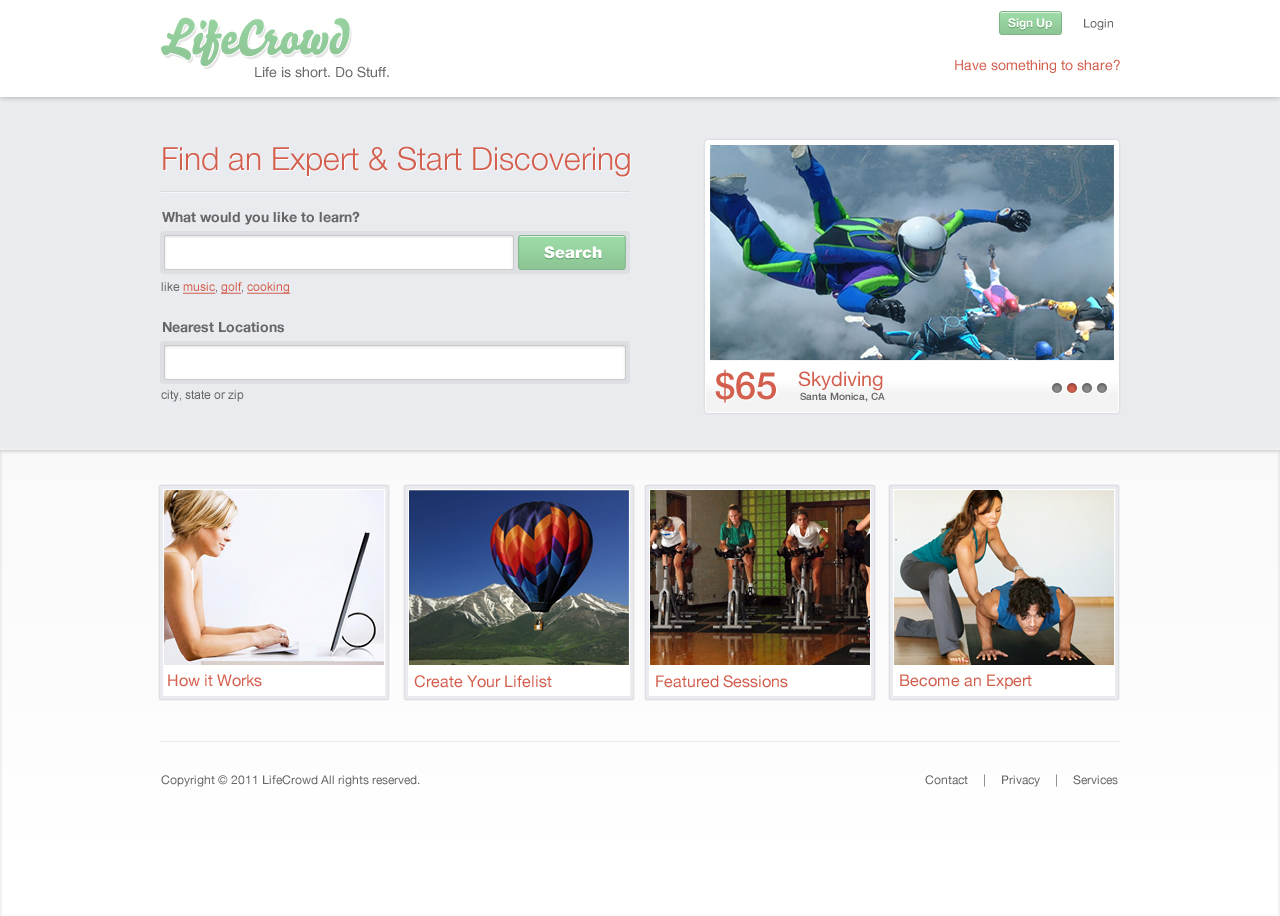 LifeCrowd
Life is short. Do Stuff.
Sign Up
Login
Have something to share?
Find an Expert & Start Discovering
What would you like to learn?
Search
like music, golf, cooking
Nearest Locations
city, state or zip
$65
Skydiving
Santa Monica, CA
How it Works
Create Your Lifelist
Featured Sessions
Become an Expert
Copyright © 2011 LifeCrowd All rights reserved.
Contact | Privacy | Services